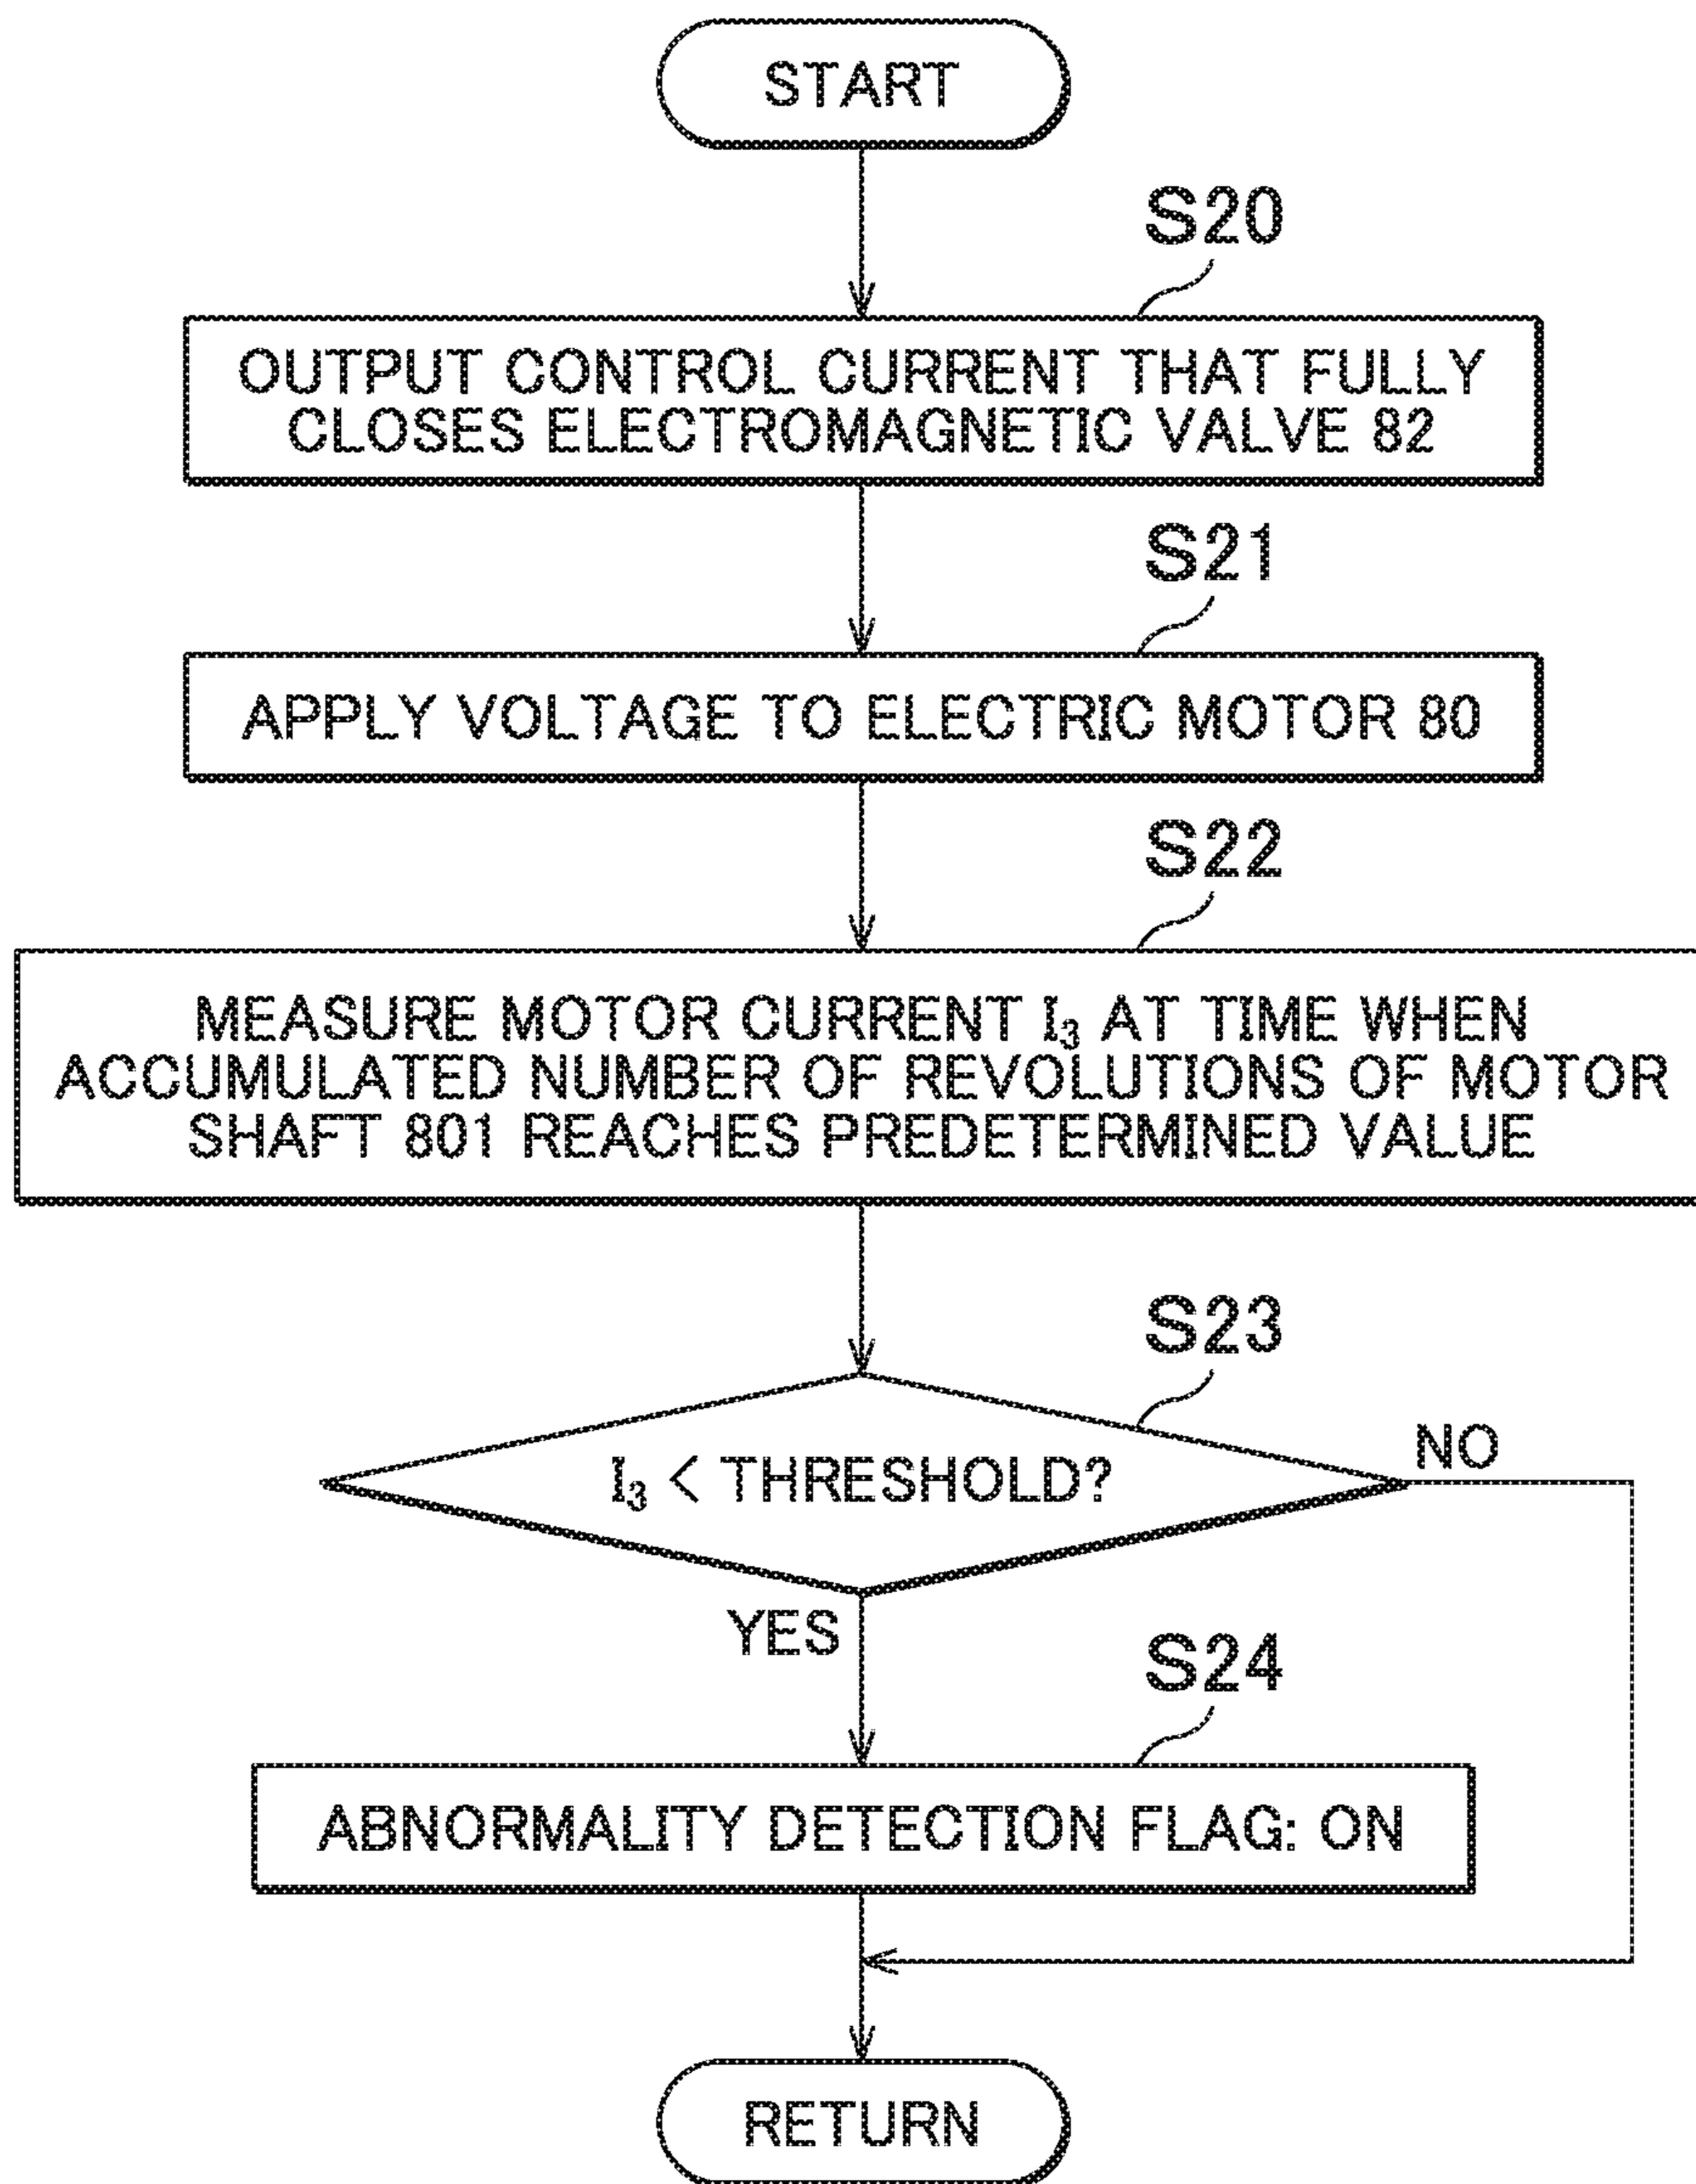 START
S20
OUTPUT CONTROL CURRENT THAT FULLY
CLOSES ELECTROMAGNETIC VALVE 82
S21
APPLY VOLTAGE TO ELECTRIC MOTOR 80
S22
MEASURE MOTOR CURRENT I₃ AT TIME WHEN
ACCUMULATED NUMBER OF REVOLUTIONS OF MOTOR
SHAFT 801 REACHES PREDETERMINED VALUE
S23
I₃ < THRESHOLD?
NO
YES
S24
ABNORMALITY DETECTION FLAG: ON
RETURN